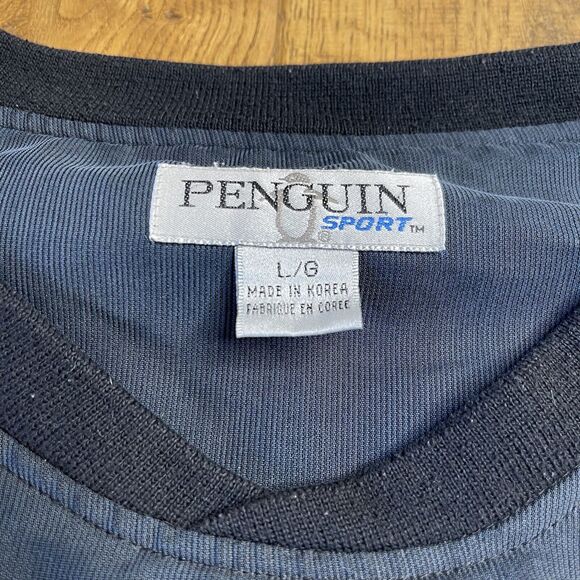 PENGUIN
SPORT™
®
L/G
MADE IN KOREA
FABRIQUE EN COREE